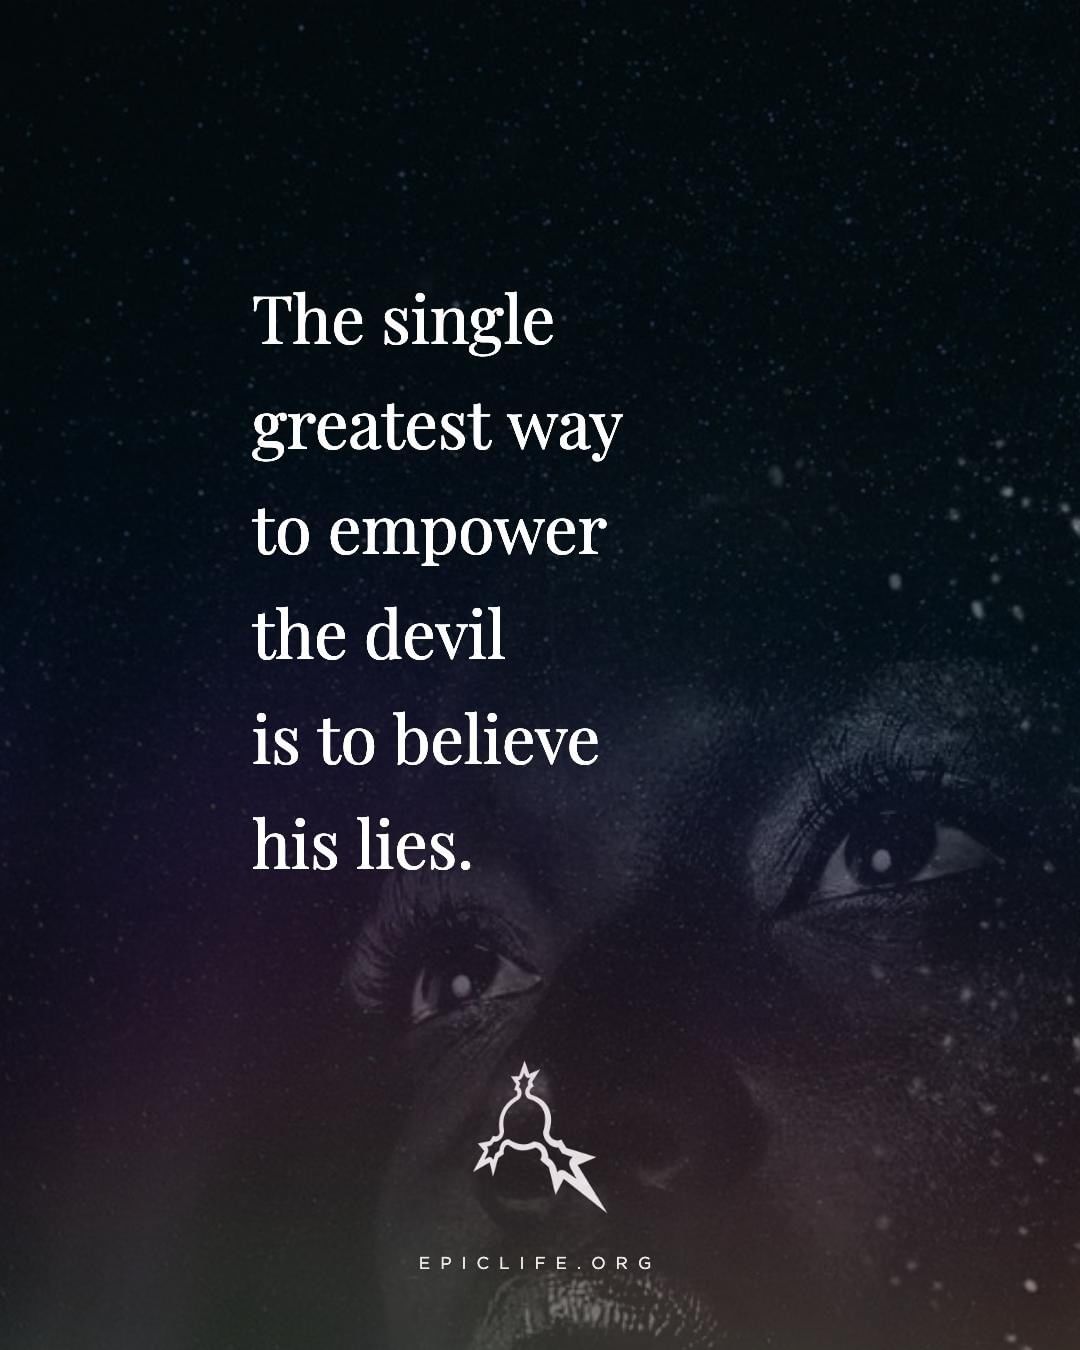 The single
greatest way
to empower
the devil
is to believe
his lies.
EPICLIFE.ORG